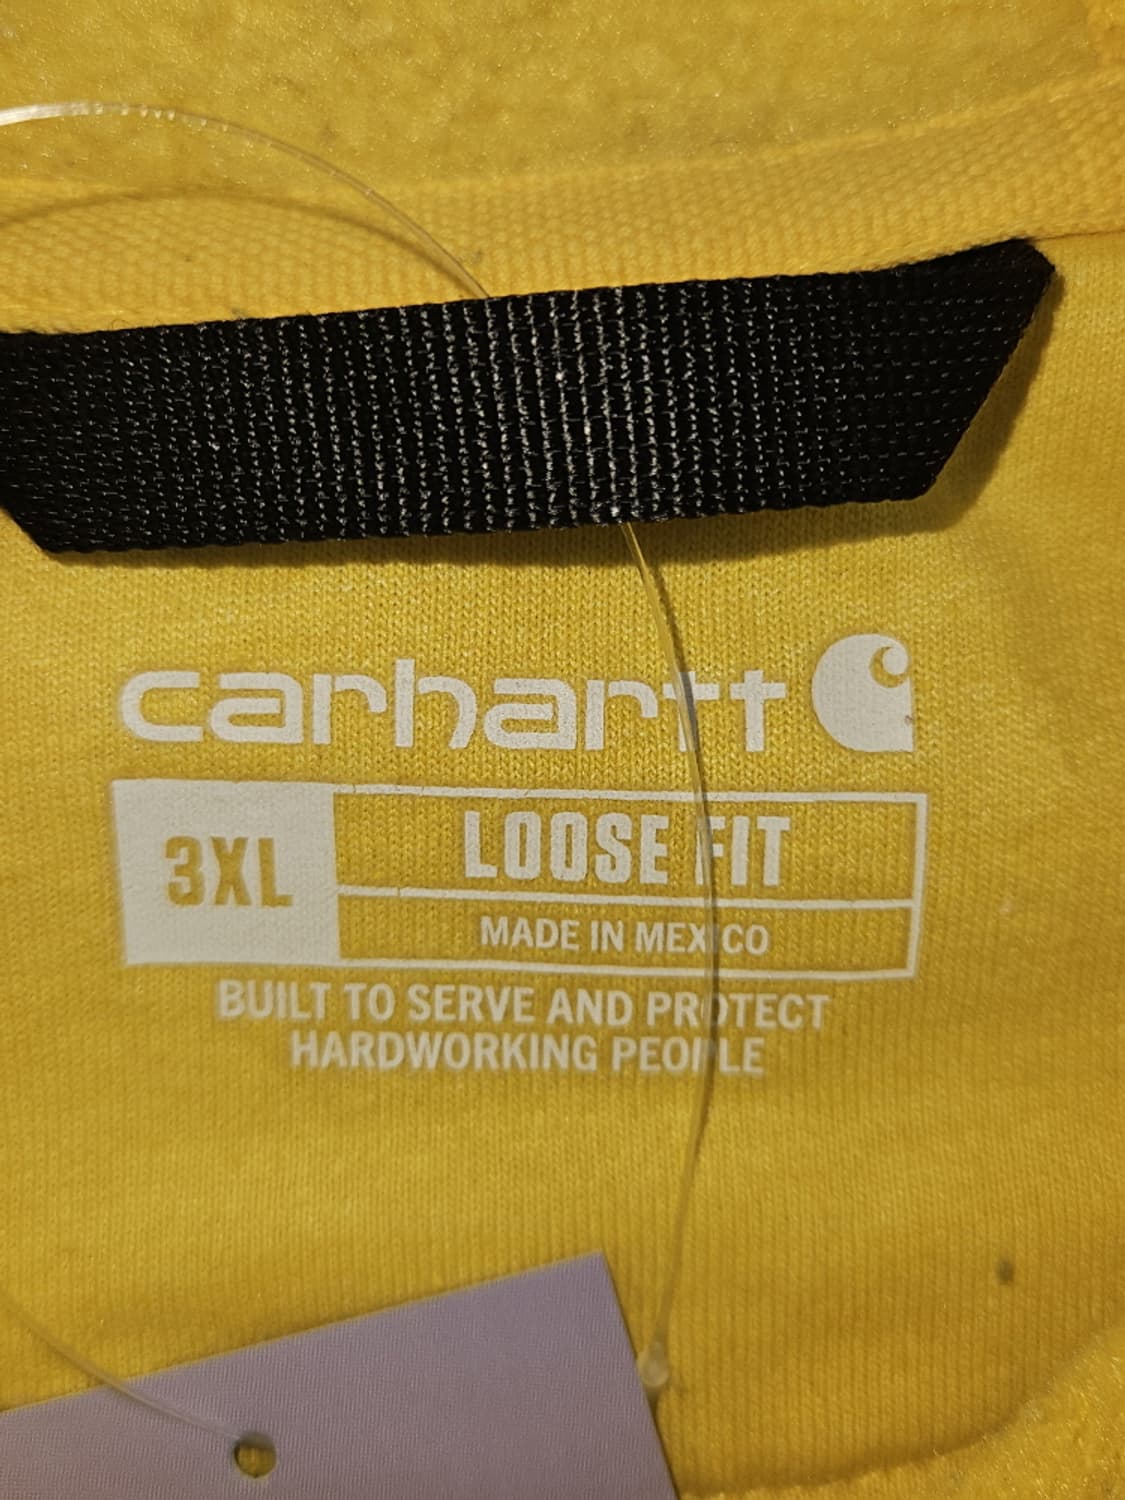 carhartt
3XL
LOOSE FIT
MADE IN MEXICO
BUILT TO SERVE AND PROTECT
HARDWORKING PEOPLE